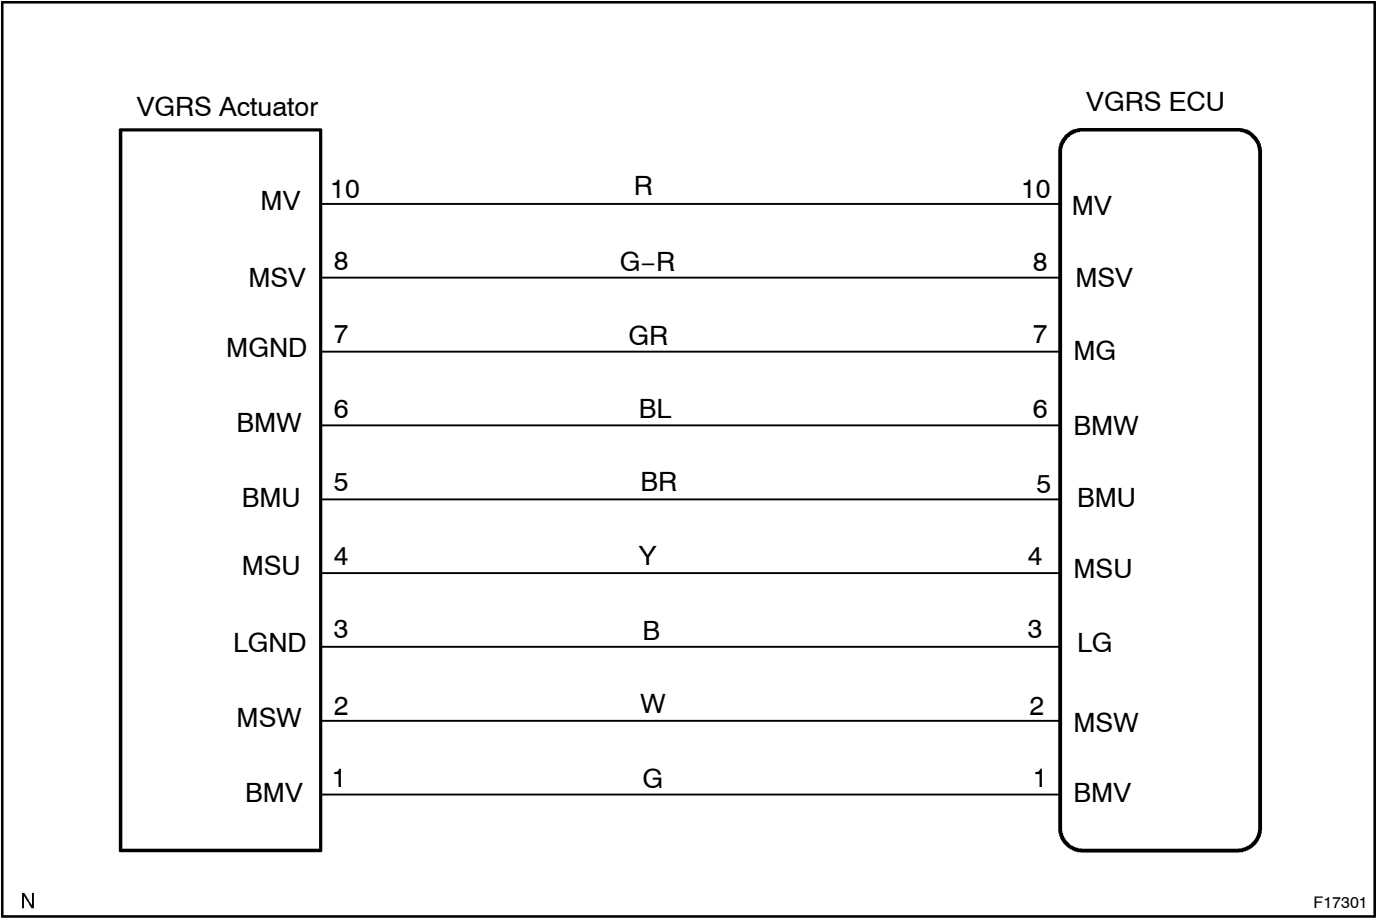 VGRS Actuator
VGRS ECU
MV 10 R 10 MV
MSV 8 G–R 8 MSV
MGND 7 GR 7 MG
BMW 6 BL 6 BMW
BMU 5 BR 5 BMU
MSU 4 Y 4 MSU
LGND 3 B 3 LG
MSW 2 W 2 MSW
BMV 1 G 1 BMV
N
F17301